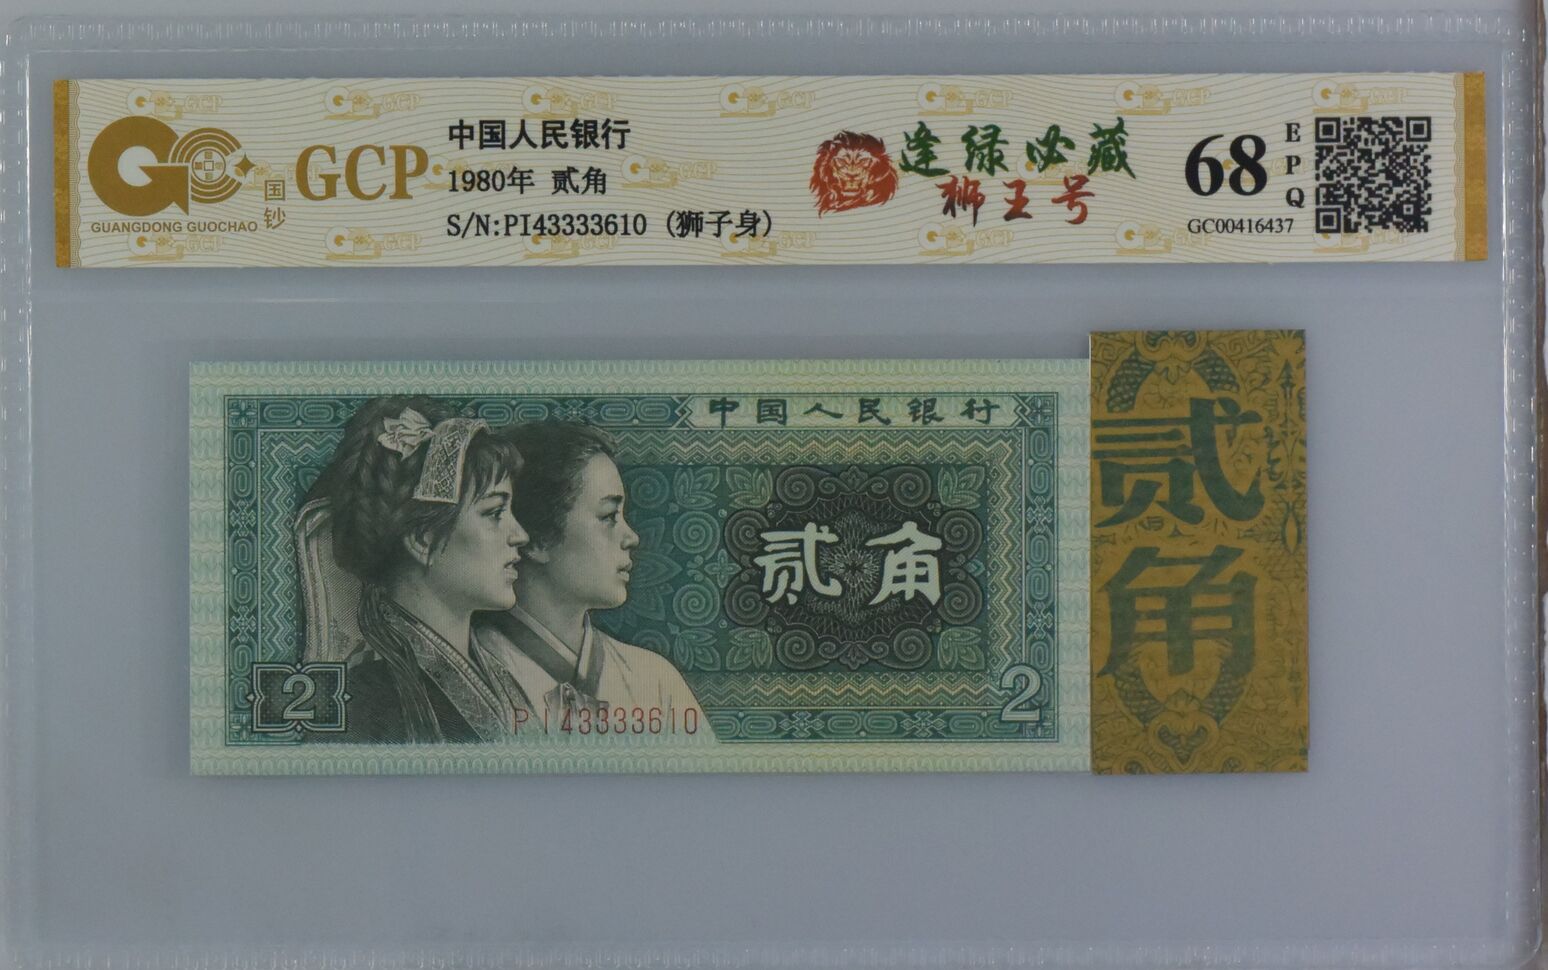 国钞
GUANGDONG GUOCHAO
GCP
中国人民银行
1980年 贰角
S/N:PI43333610 (狮子身)
逢绿必藏
狮王号
68
EPQ
GC00416437
中国人民银行
贰角
2
2
PI43333610
贰角